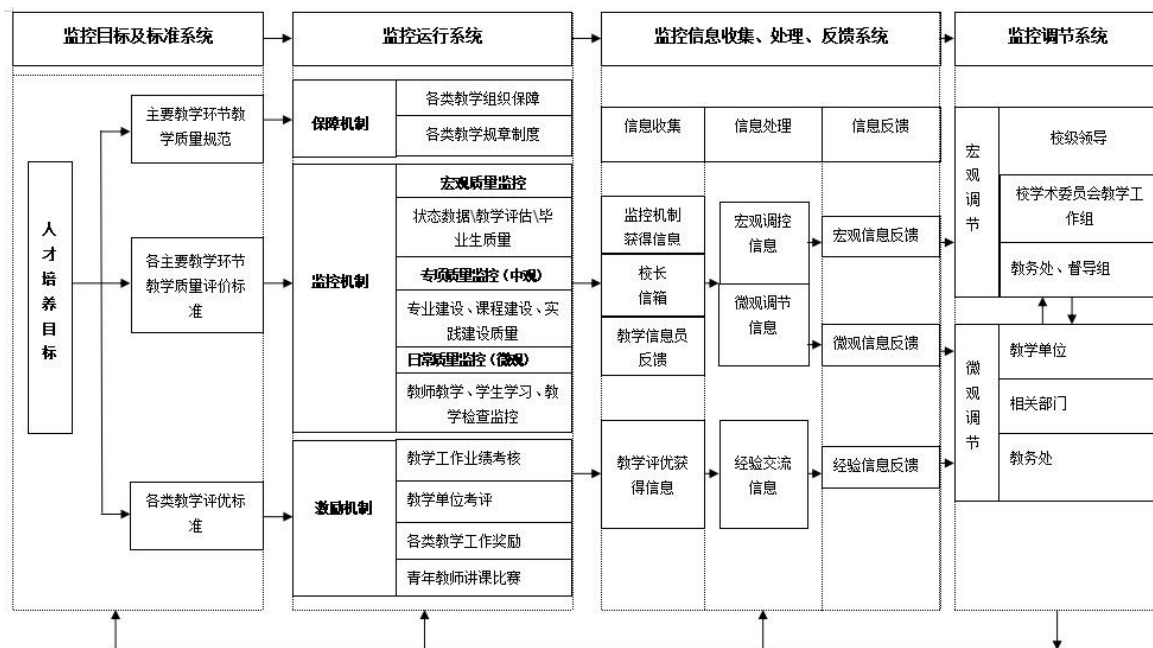 监控目标及标准系统
监控运行系统
监控信息收集、处理、反馈系统
监控调节系统
人
才
培
养
目
标
主要教学环节教
学质量规范
各主要教学环节
教学质量评价标
准
各类教学评优标
准
保障机制
各类教学组织保障
各类教学规章制度
监控机制
宏观质量监控
状态数据\教学评估\毕
业生质量
专项质量监控（中观）
专业建设、课程建设、实
践建设质量
日常质量监控（微观）
教师教学、学生学习、教
学检查监控
激励机制
教学工作业绩考核
教学单位考评
各类教学工作奖励
青年教师讲课比赛
信息收集
信息处理
信息反馈
监控机制
获得信息
校长
信箱
教学信息员
反馈
宏观调控
信息
微观调节
信息
宏观信息反馈
微观信息反馈
教学评优获
得信息
经验交流
信息
经验信息反馈
宏
观
调
节
校级领导
校学术委员会教学工
作组
教务处、督导组
微
观
调
节
教学单位
相关部门
教务处